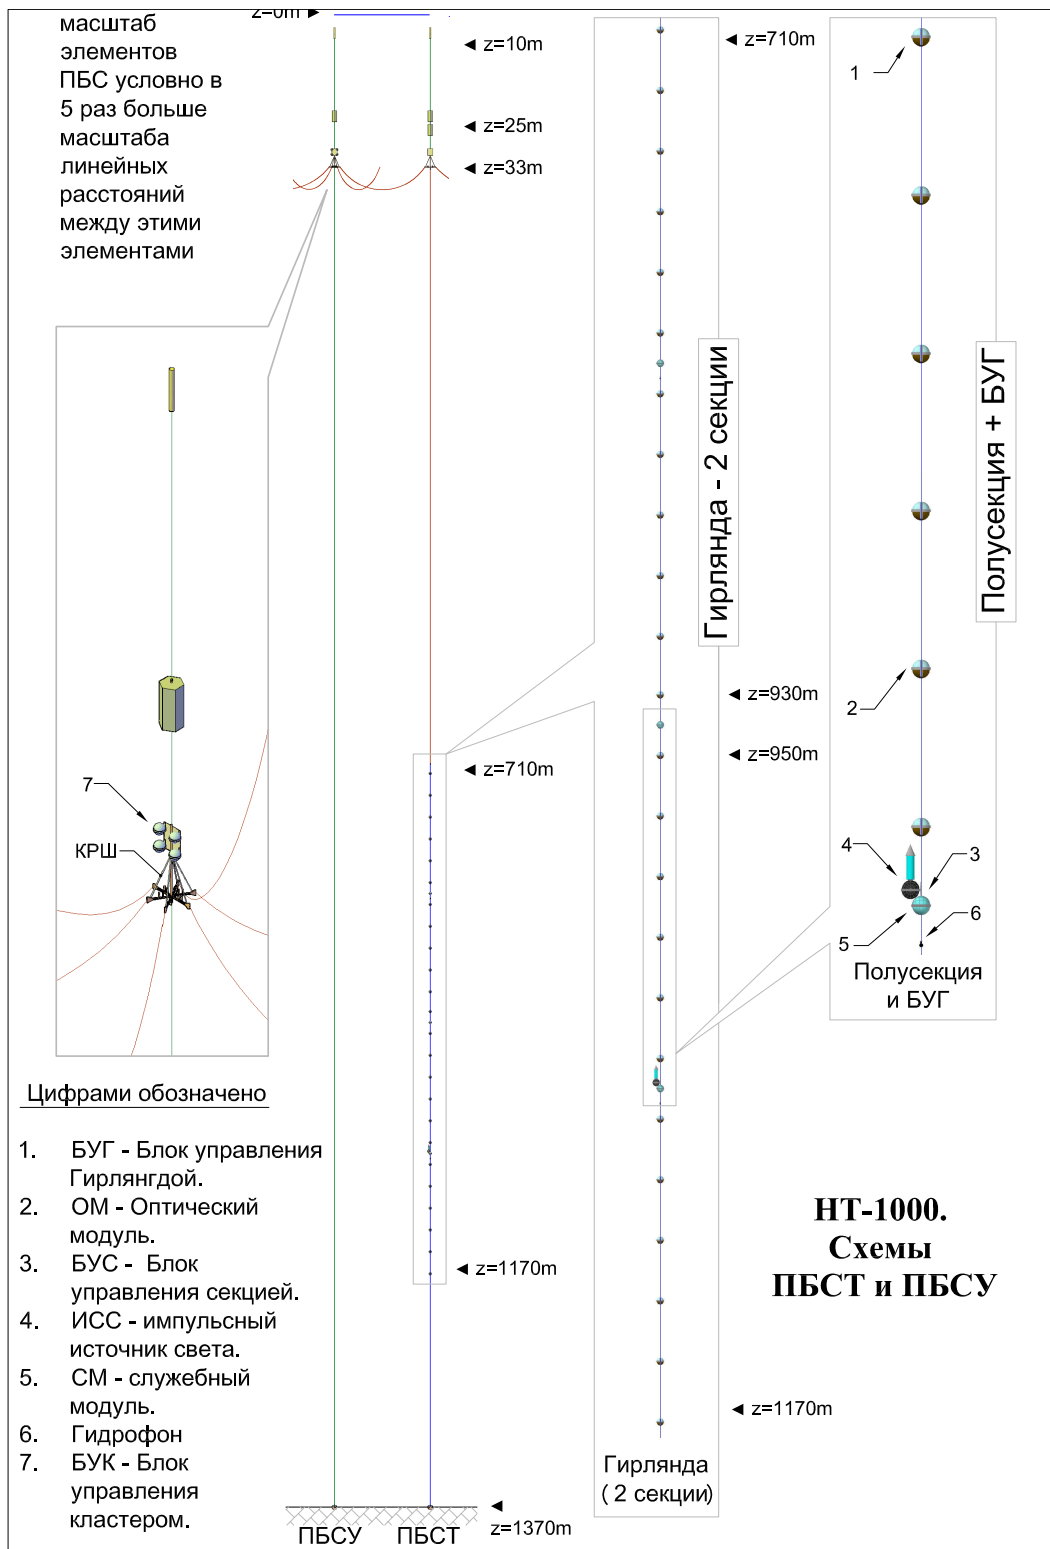 масштаб
элементов
ПБС условно в
5 раз больше
масштаба
линейных
расстояний
между этими
элементами
z=0m
z=10m
z=25m
z=33m
7
КРШ
z=710m
z=1170m
z=1370m
ПБСУ
ПБСТ
z=710m
Гирлянда - 2 секции
z=930m
z=950m
z=1170m
Гирлянда
( 2 секции)
1
2
Полусекция + БУГ
4
3
5
6
Полусекция
и БУГ
Цифрами обозначено
1. БУГ - Блок управления
Гирлянгдой.
2. ОМ - Оптический
модуль.
3. БУС - Блок
управления секцией.
4. ИСС - импульсный
источник света.
5. СМ - служебный
модуль.
6. Гидрофон
7. БУК - Блок
управления
кластером.
НТ-1000.
Схемы
ПБСТ и ПБСУ